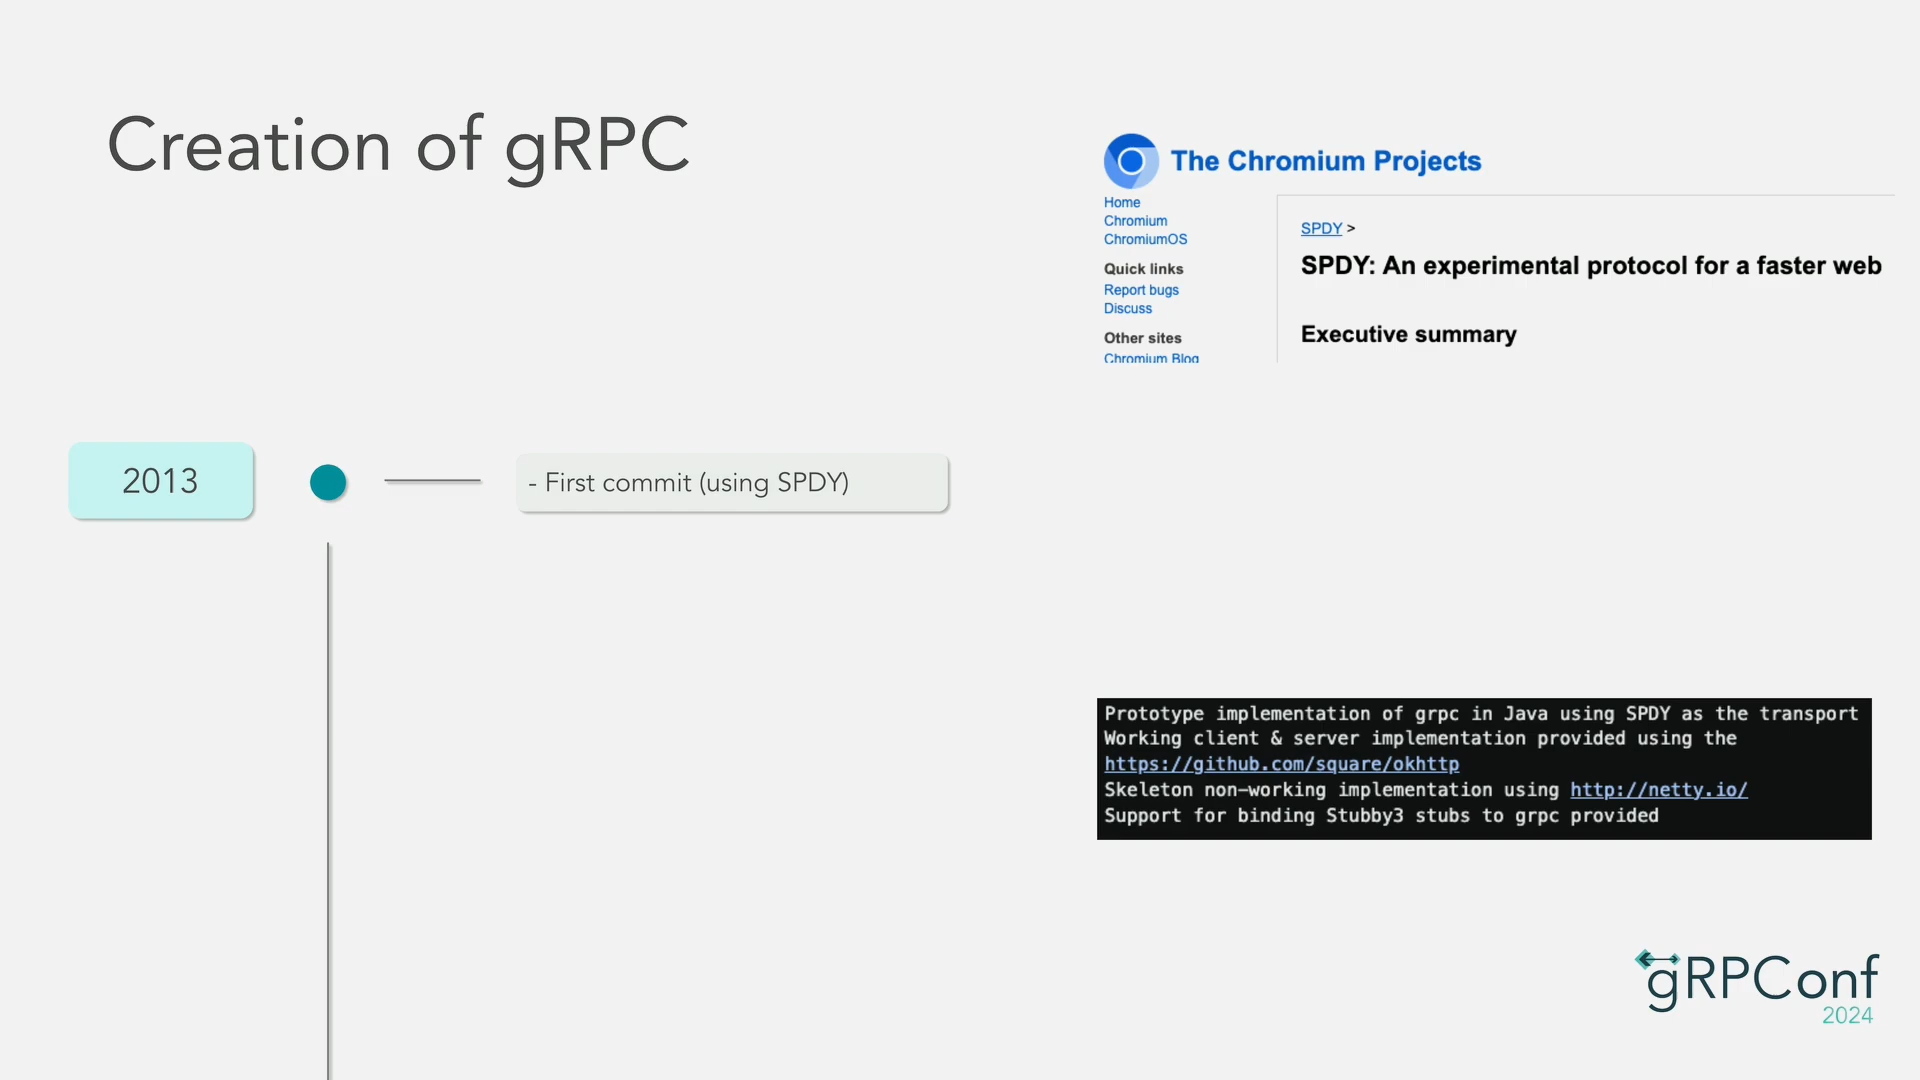 Creation of gRPC
2013
- First commit (using SPDY)
The Chromium Projects
Home
Chromium
ChromiumOS
Quick links
Report bugs
Discuss
Other sites
Chromium Blog
SPDY >
SPDY: An experimental protocol for a faster web
Executive summary
Prototype implementation of grpc in Java using SPDY as the transport
Working client & server implementation provided using the
https://github.com/square/okhttp
Skeleton non-working implementation using http://netty.io/
Support for binding Stubby3 stubs to grpc provided
gRPConf
2024